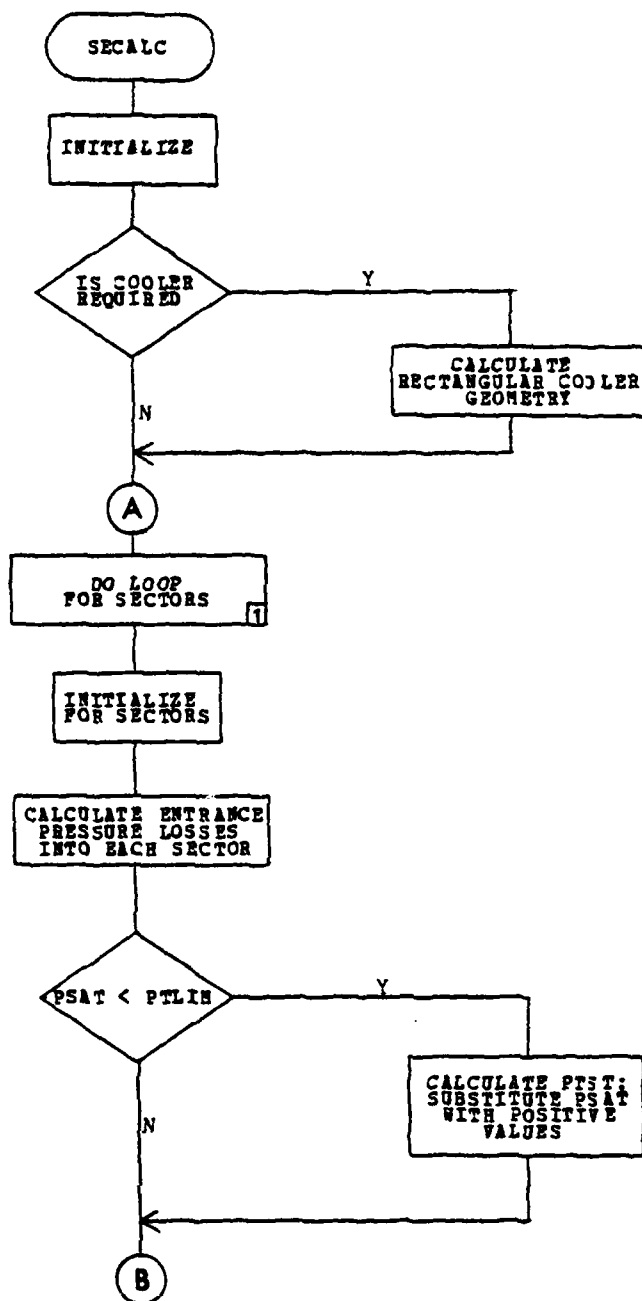 SECALC
INITIALIZE
IS COOLER
REQUIRED
Y
CALCULATE
RECTANGULAR COOLER
GEOMETRY
N
A
DO LOOP
FOR SECTORS
1
INITIALIZE
FOR SECTORS
CALCULATE ENTRANCE
PRESSURE LOSSES
INTO EACH SECTOR
PSAT < PTLIM
Y
CALCULATE PTST:
SUBSTITUTE PSAT
WITH POSITIVE
VALUES
N
B